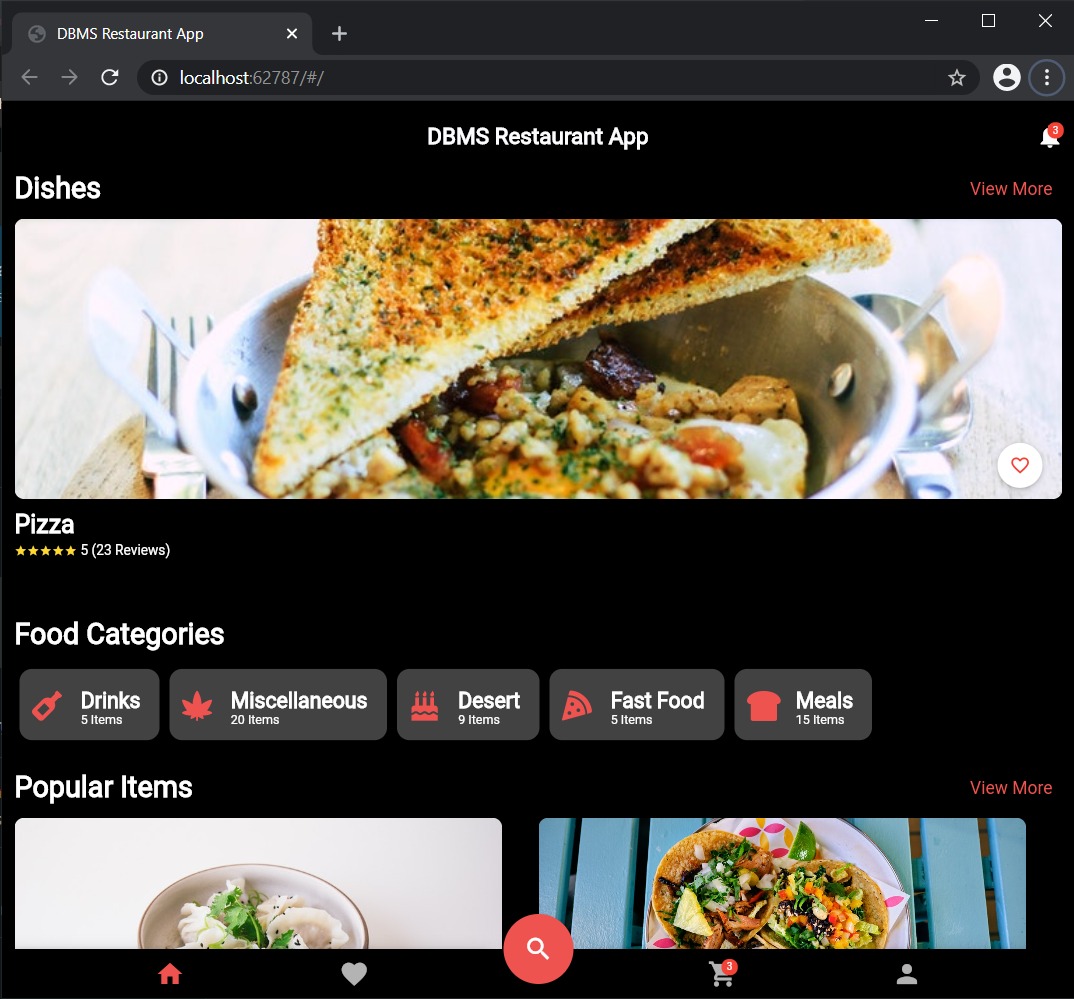 DBMS Restaurant App
localhost:62787/#/
DBMS Restaurant App
3
Dishes
View More
Pizza
5 (23 Reviews)
Food Categories
Drinks
5 Items
Miscellaneous
20 Items
Desert
9 Items
Fast Food
5 Items
Meals
15 Items
Popular Items
View More
3